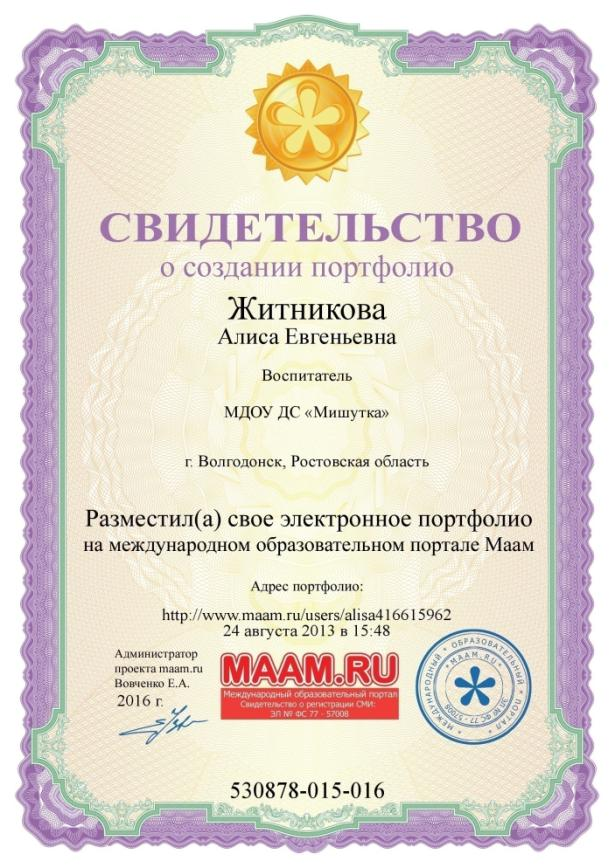 СВИДЕТЕЛЬСТВО
о создании портфолио
Житникова
Алиса Евгеньевна
Воспитатель
МДОУ ДС «Мишутка»
г. Волгодонск, Ростовская область
Разместил(а) свое электронное портфолио
на международном образовательном портале Маам
Адрес портфолио:
http://www.maam.ru/users/alisa416615962
24 августа 2013 в 15:48
Администратор
проекта maam.ru
Вовченко Е.А.
2016 г.
MAAM.RU
Международный образовательный портал
Свидетельство о регистрации СМИ:
ЭЛ № ФС 77 - 57008
МЕЖДУНАРОДНЫЙ * ОБРАЗОВАТЕЛЬНЫЙ * ПОРТАЛ *
* MAAM.RU *
ЭЛ № ФС 77 - 57008
530878-015-016